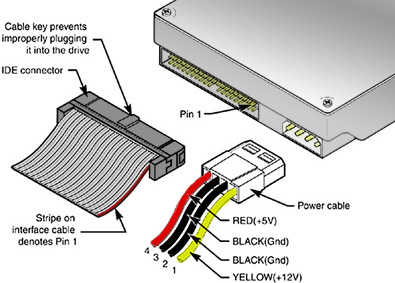 Cable key prevents
improperly plugging
it into the drive
IDE connector
Pin 1
Stripe on
interface cable
denotes Pin 1
Power cable
RED(+5V)
BLACK(Gnd)
BLACK(Gnd)
YELLOW(+12V)
4
3
2
1